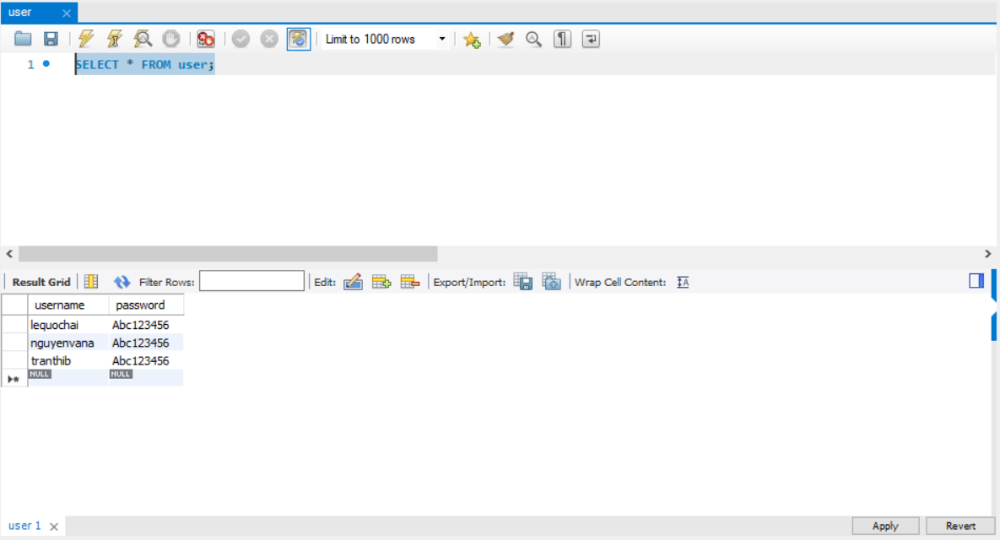 user
Limit to 1000 rows
1 SELECT * FROM user;
Result Grid Filter Rows: Edit: Export/Import: Wrap Cell Content:
username password
lequochai Abc123456
nguyenvana Abc123456
tranthib Abc123456
NULL NULL
user 1 Apply Revert